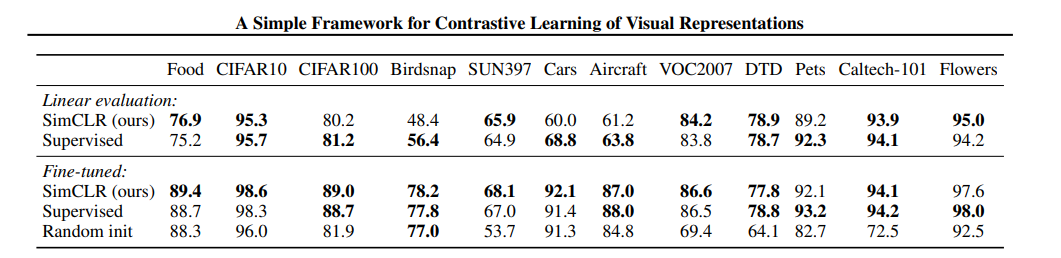 A Simple Framework for Contrastive Learning of Visual Representations
Food CIFAR10 CIFAR100 Birdsnap SUN397 Cars Aircraft VOC2007 DTD Pets Caltech-101 Flowers
Linear evaluation:
SimCLR (ours) 76.9 95.3 80.2 48.4 65.9 60.0 61.2 84.2 78.9 89.2 93.9 95.0
Supervised 75.2 95.7 81.2 56.4 64.9 68.8 63.8 83.8 78.7 92.3 94.1 94.2
Fine-tuned:
SimCLR (ours) 89.4 98.6 89.0 78.2 68.1 92.1 87.0 86.6 77.8 92.1 94.1 97.6
Supervised 88.7 98.3 88.7 77.8 67.0 91.4 88.0 86.5 78.8 93.2 94.2 98.0
Random init 88.3 96.0 81.9 77.0 53.7 91.3 84.8 69.4 64.1 82.7 72.5 92.5